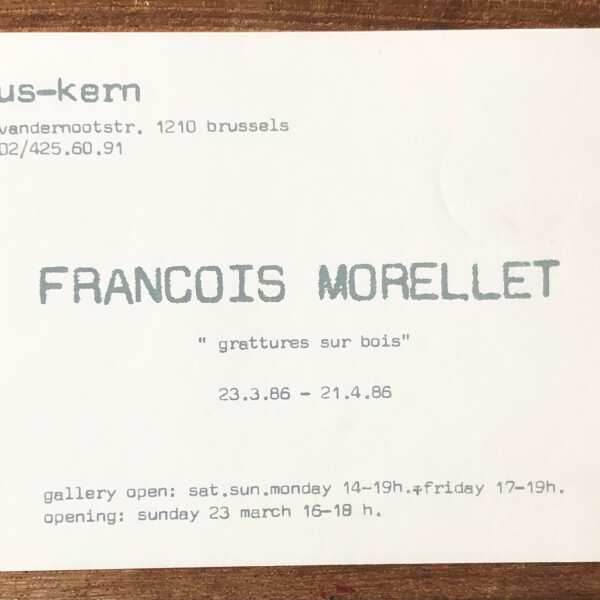 us-kern
vandernootstr. 1210 brussels
02/425.60.91
FRANCOIS MORELLET
" grattures sur bois"
23.3.86 - 21.4.86
gallery open: sat.sun.monday 14-19h.+friday 17-19h.
opening: sunday 23 march 16-18 h.